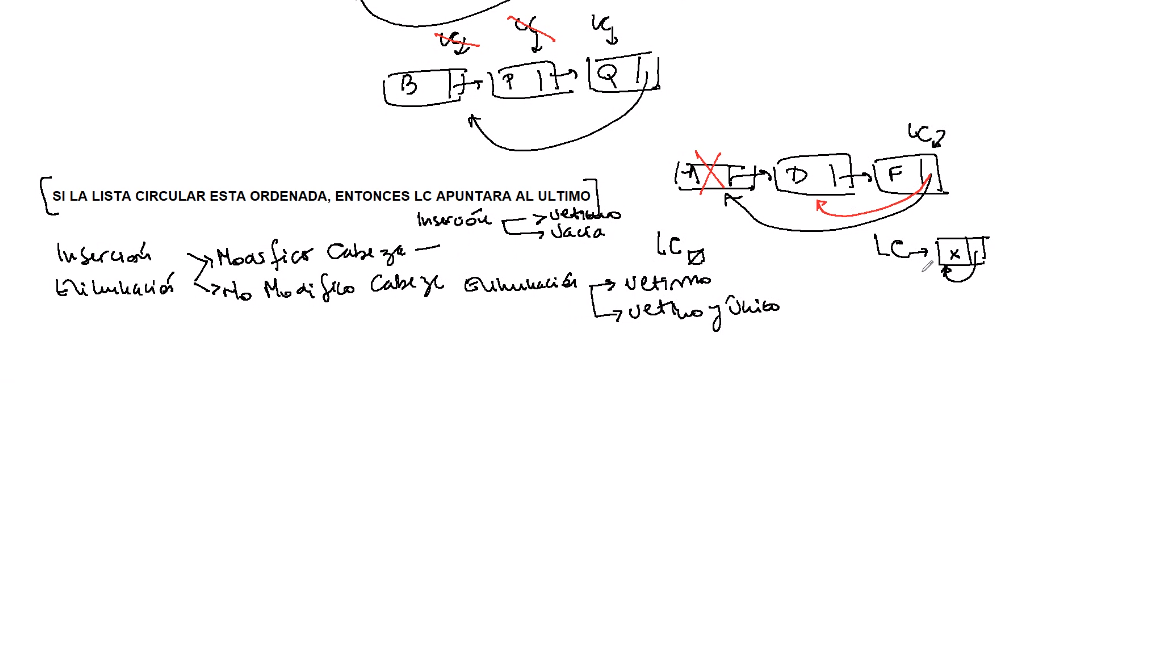 LC LC LC
B P Q
LC
A D F
SI LA LISTA CIRCULAR ESTA ORDENADA, ENTONCES LC APUNTARA AL ULTIMO
Inserción Ultimo
Vacia
Inserción Modifico Cabeza
LC
LC X
Eliminación No Modifico Cabeza Eliminación Ultimo
Ultimo y Único